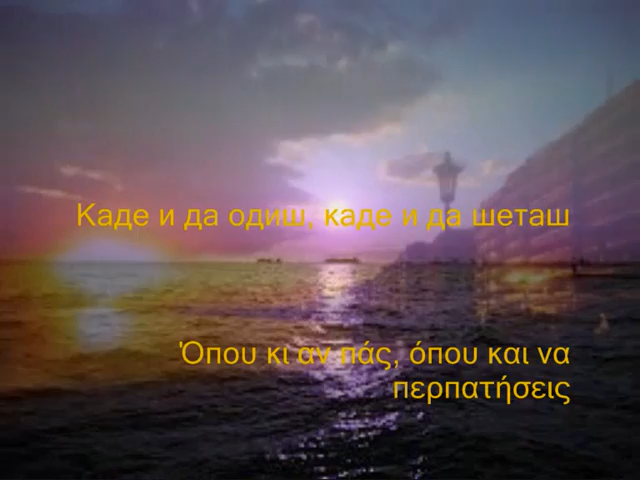 Каде и да одиш, каде и да шеташ
Όπου κι αν πάς, όπου και να
περπατήσεις